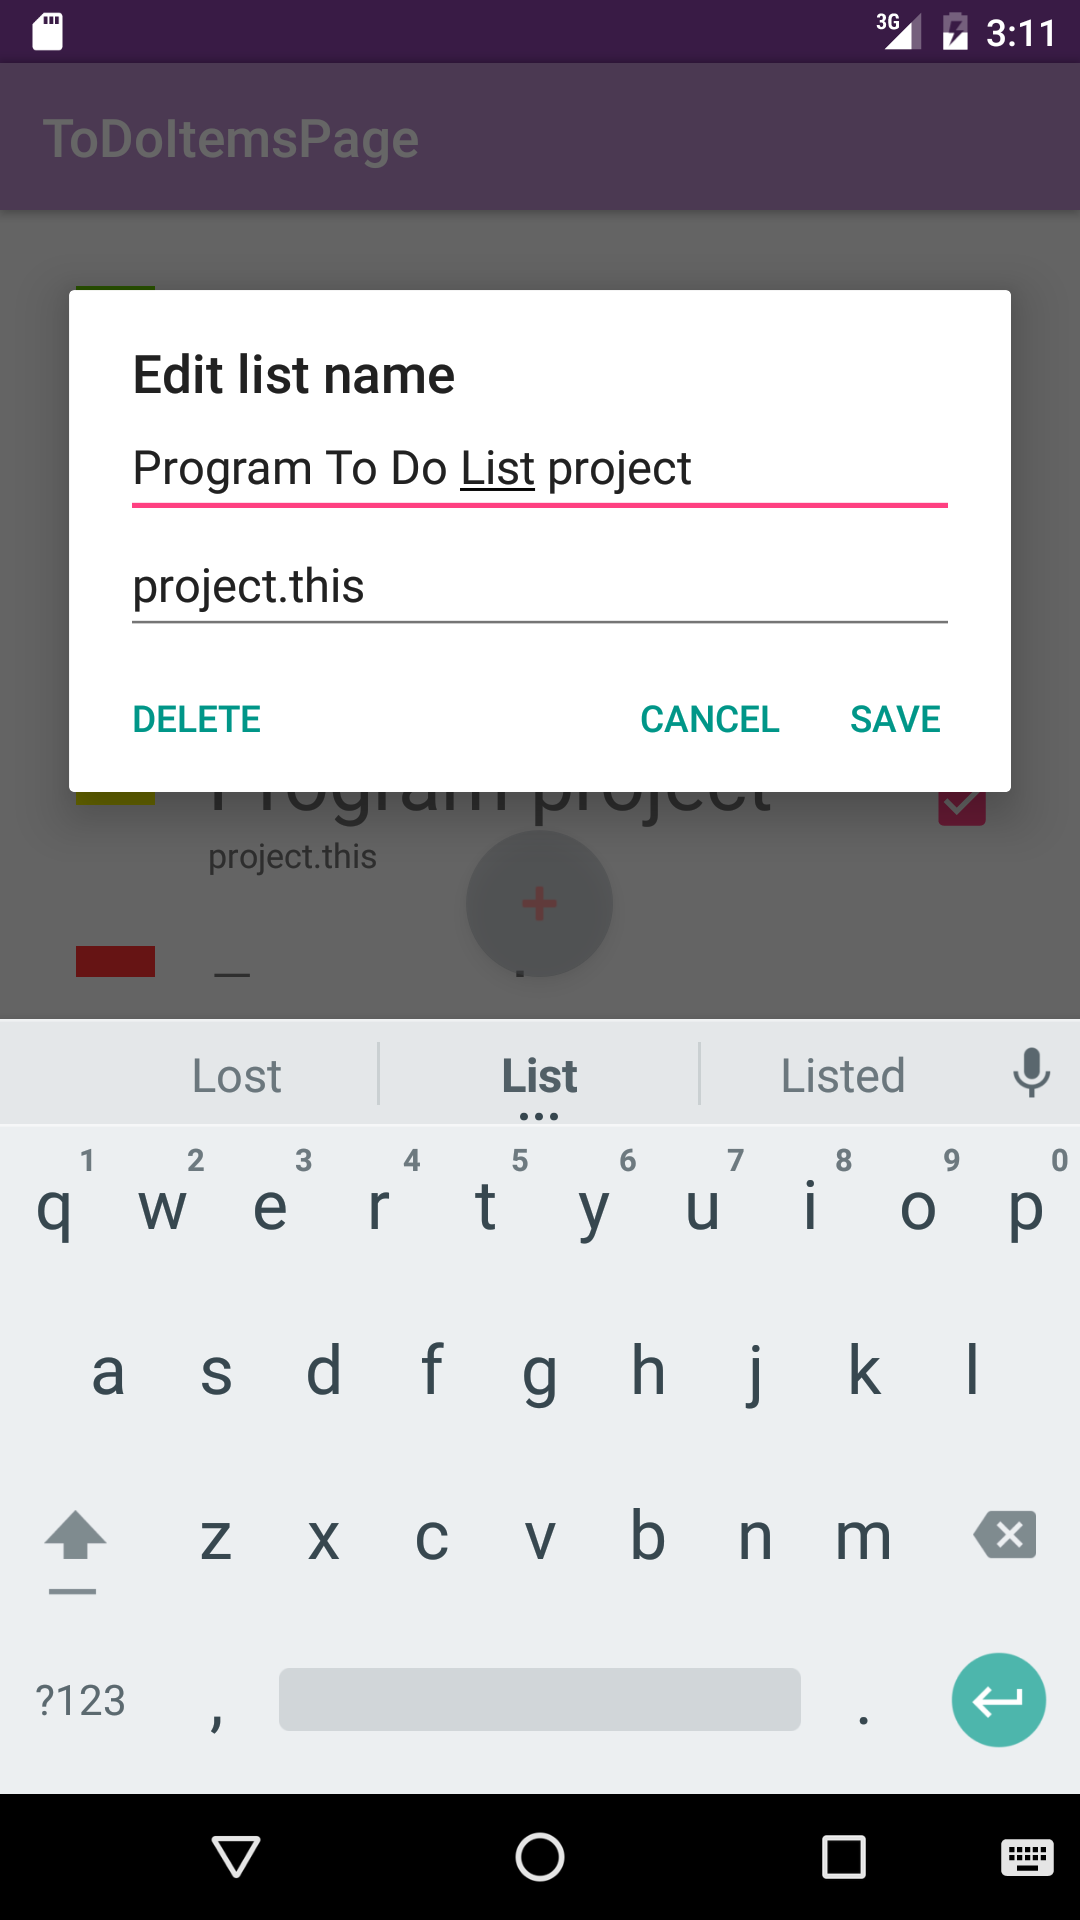 3G 3:11
ToDoItemsPage
Edit list name
Program To Do List project
project.this
DELETE CANCEL SAVE
Program project
project.this
+
Lost List Listed
1 2 3 4 5 6 7 8 9 0
q w e r t y u i o p
a s d f g h j k l
z x c v b n m
?123 , .